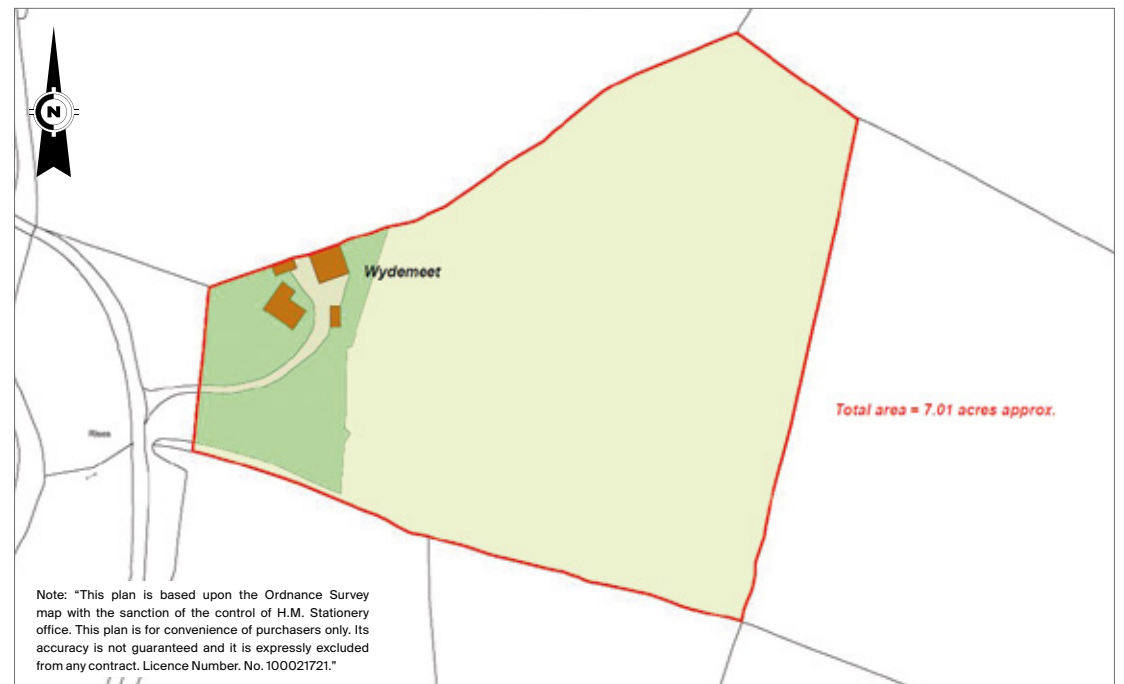 N
Wydemeet
Total area = 7.01 acres approx.
Note: “This plan is based upon the Ordnance Survey
map with the sanction of the control of H.M. Stationery
office. This plan is for convenience of purchasers only. Its
accuracy is not guaranteed and it is expressly excluded
from any contract. Licence Number. No. 100021721.”